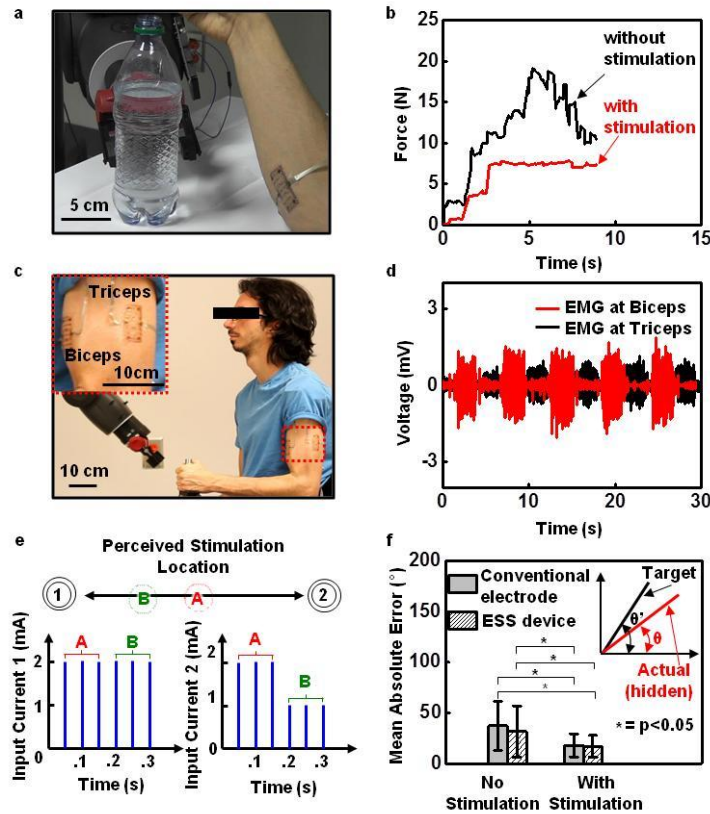 a
5 cm
b
Force (N)
25
20
15
10
5
0
without
stimulation
with
stimulation
0
5
10
15
Time (s)
c
Triceps
Biceps
10cm
10 cm
d
Voltage (mV)
3
0
-3
EMG at Biceps
EMG at Triceps
0
10
20
30
Time (s)
e
Perceived Stimulation
Location
1
B
A
2
Input Current 1 (mA)
2
1
0
A
B
.1
.2
.3
Time (s)
Input Current 2 (mA)
2
1
A
B
.1
.2
.3
Time (s)
f
Mean Absolute Error (°)
200
150
100
50
0
Conventional
electrode
ESS device
Target
θ'
θ
Actual
(hidden)
*
*
*
*
* = p<0.05
No
Stimulation
With
Stimulation